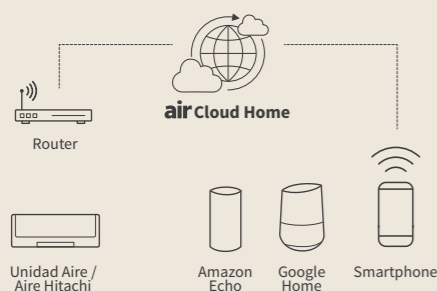 air Cloud Home
Router
Unidad Aire /
Aire Hitachi
Amazon
Echo
Google
Home
Smartphone